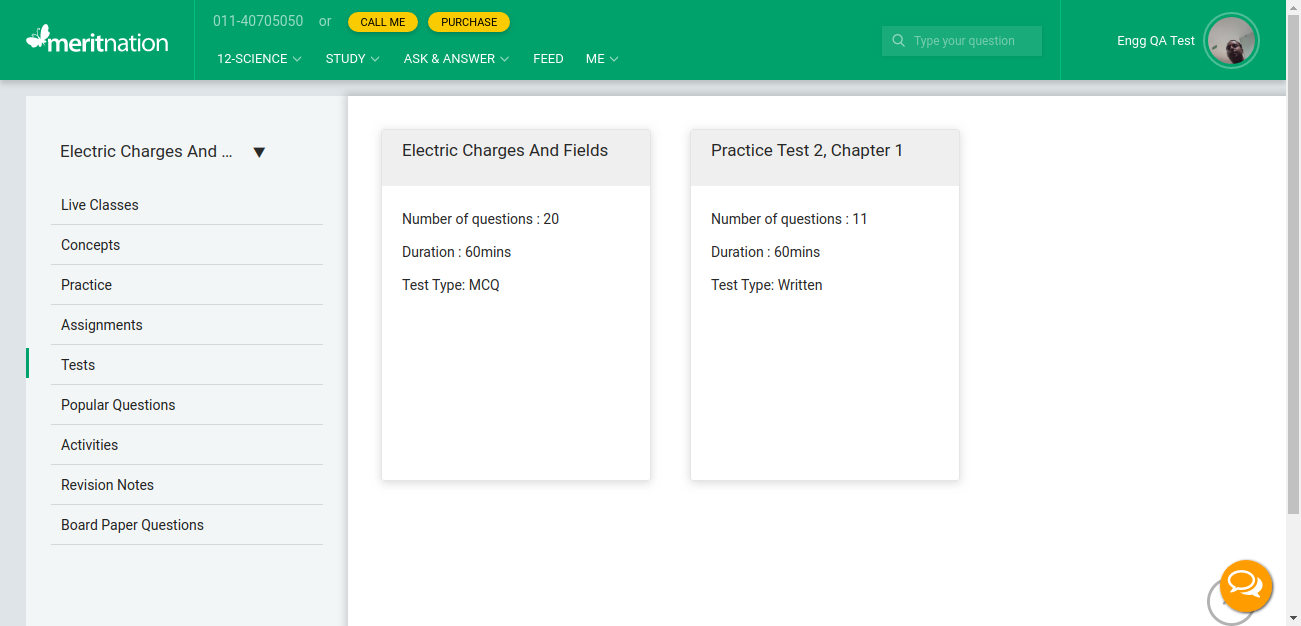 meritnation
011-40705050 or CALL ME PURCHASE
12-SCIENCE STUDY ASK & ANSWER FEED ME
Type your question
Engg QA Test
Electric Charges And ...
Live Classes
Concepts
Practice
Assignments
Tests
Popular Questions
Activities
Revision Notes
Board Paper Questions
Electric Charges And Fields
Number of questions : 20
Duration : 60mins
Test Type: MCQ
Practice Test 2, Chapter 1
Number of questions : 11
Duration : 60mins
Test Type: Written